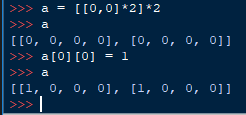 >>> a = [[0,0]*2]*2
>>> a
[[0, 0, 0, 0], [0, 0, 0, 0]]
>>> a[0][0] = 1
>>> a
[[1, 0, 0, 0], [1, 0, 0, 0]]
>>>